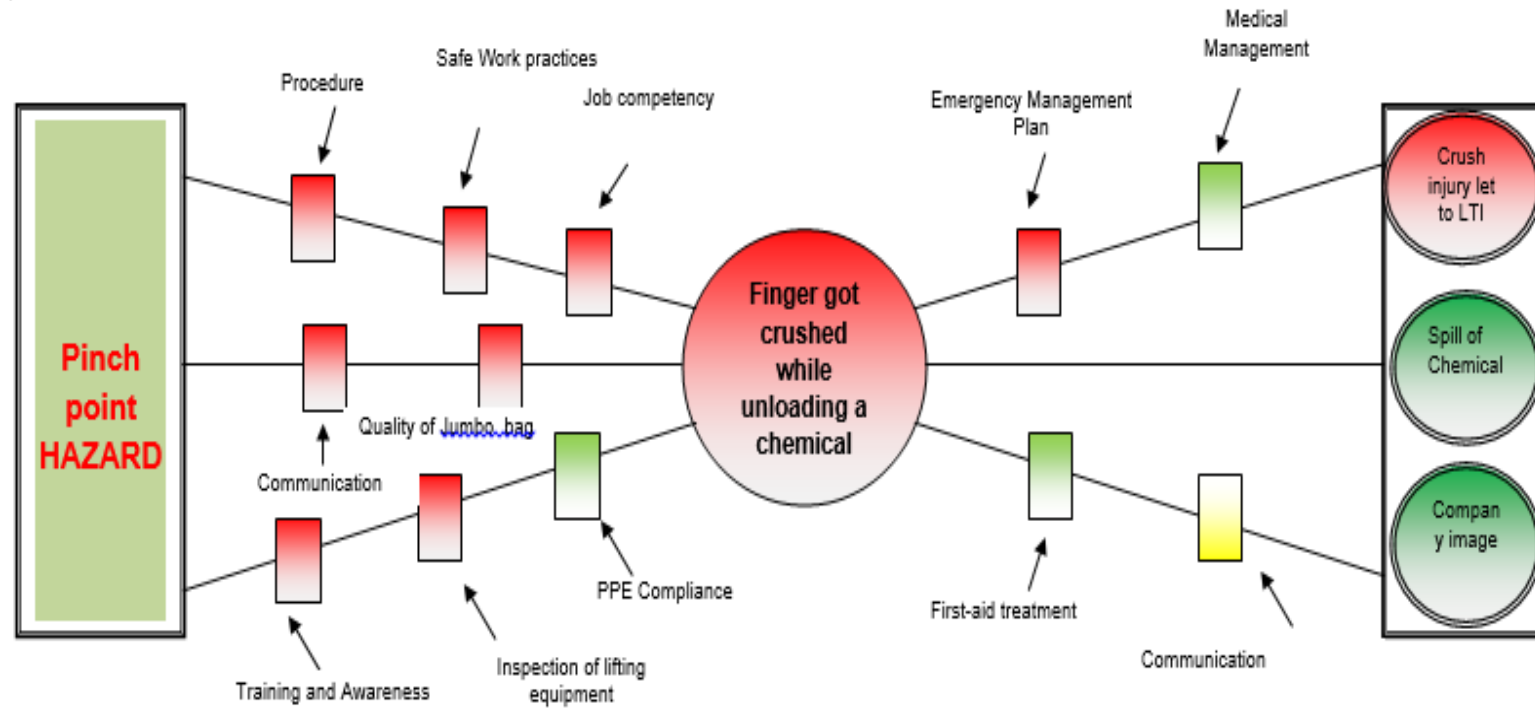 Medical
Management
Safe Work practices
Procedure
Job competency
Emergency Management
Plan
Crush
injury let
to LTI
Finger got
crushed
while
unloading a
chemical
Pinch
point
HAZARD
Spill of
Chemical
Quality of Jumbo bag
Communication
Compan
y image
PPE Compliance
First-aid treatment
Inspection of lifting
equipment
Communication
Training and Awareness